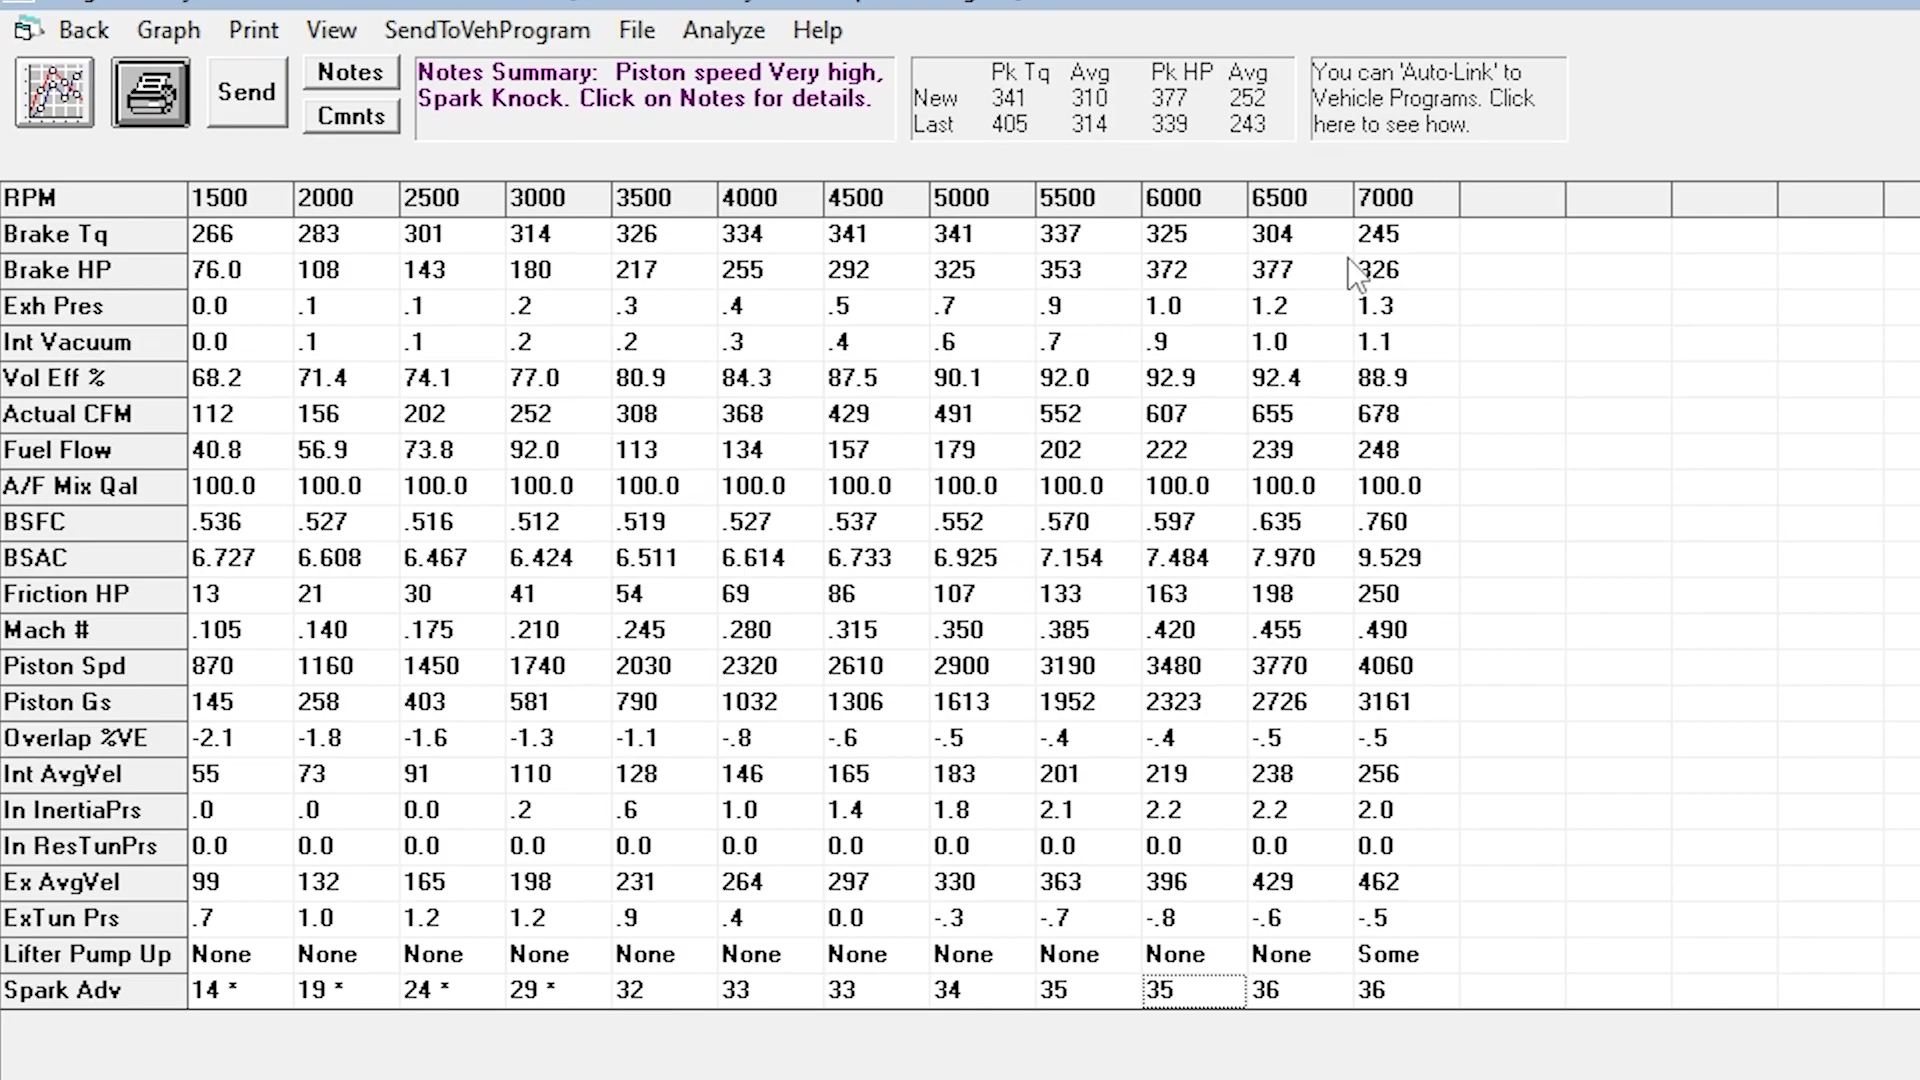 Back Graph Print View SendToVehProgram File Analyze Help
Send
Notes
Cmnts
Notes Summary: Piston speed Very high,
Spark Knock. Click on Notes for details.
Pk Tq Avg Pk HP Avg
New 341 310 377 252
Last 405 314 339 243
You can 'Auto-Link' to
Vehicle Programs. Click
here to see how.
RPM 1500 2000 2500 3000 3500 4000 4500 5000 5500 6000 6500 7000
Brake Tq 266 283 301 314 326 334 341 341 337 325 304 245
Brake HP 76.0 108 143 180 217 255 292 325 353 372 377 326
Exh Pres 0.0 .1 .1 .2 .3 .4 .5 .7 .9 1.0 1.2 1.3
Int Vacuum 0.0 .1 .1 .2 .2 .3 .4 .6 .7 .9 1.0 1.1
Vol Eff % 68.2 71.4 74.1 77.0 80.9 84.3 87.5 90.1 92.0 92.9 92.4 88.9
Actual CFM 112 156 202 252 308 368 429 491 552 607 655 678
Fuel Flow 40.8 56.9 73.8 92.0 113 134 157 179 202 222 239 248
A/F Mix Qal 100.0 100.0 100.0 100.0 100.0 100.0 100.0 100.0 100.0 100.0 100.0 100.0
BSFC .536 .527 .516 .512 .519 .527 .537 .552 .570 .597 .635 .760
BSAC 6.727 6.608 6.467 6.424 6.511 6.614 6.733 6.925 7.154 7.484 7.970 9.529
Friction HP 13 21 30 41 54 69 86 107 133 163 198 250
Mach # .105 .140 .175 .210 .245 .280 .315 .350 .385 .420 .455 .490
Piston Spd 870 1160 1450 1740 2030 2320 2610 2900 3190 3480 3770 4060
Piston Gs 145 258 403 581 790 1032 1306 1613 1952 2323 2726 3161
Overlap %VE -2.1 -1.8 -1.6 -1.3 -1.1 -.8 -.6 -.5 -.4 -.4 -.5 -.5
Int AvgVel 55 73 91 110 128 146 165 183 201 219 238 256
In InertiaPrs .0 .0 0.0 .2 .6 1.0 1.4 1.8 2.1 2.2 2.2 2.0
In ResTunPrs 0.0 0.0 0.0 0.0 0.0 0.0 0.0 0.0 0.0 0.0 0.0 0.0
Ex AvgVel 99 132 165 198 231 264 297 330 363 396 429 462
ExTun Prs .7 1.0 1.2 1.2 .9 .4 0.0 -.3 -.7 -.8 -.6 -.5
Lifter Pump Up None None None None None None None None None None None Some
Spark Adv 14 * 19 * 24 * 29 * 32 33 33 34 35 35 36 36